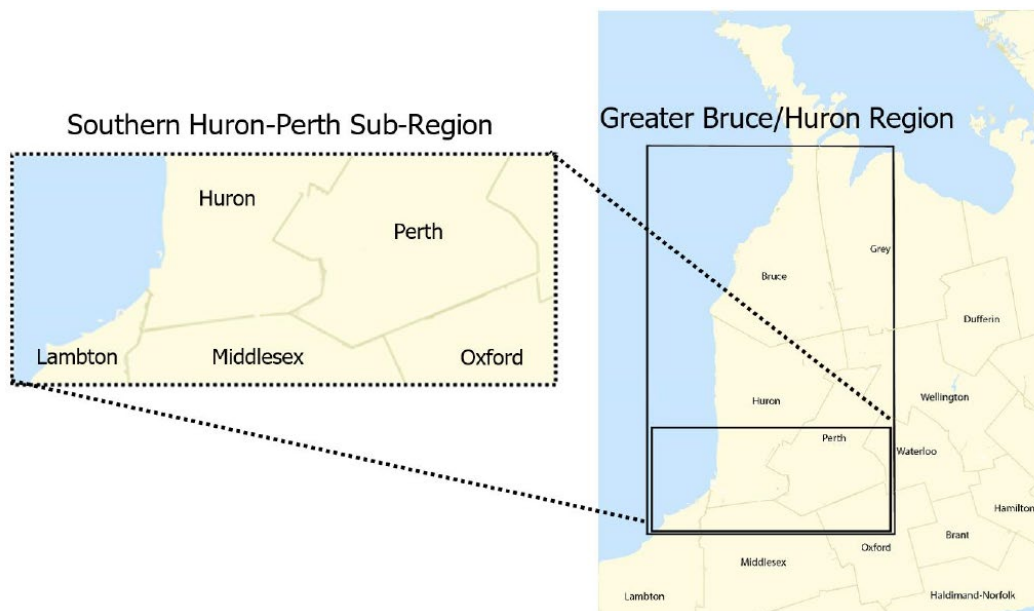 Southern Huron-Perth Sub-Region
Huron
Perth
Lambton
Middlesex
Oxford
Greater Bruce/Huron Region
Grey
Bruce
Dufferin
Huron
Wellington
Perth
Waterloo
Hamilton
Brant
Oxford
Middlesex
Lambton
Haldimand-Norfolk